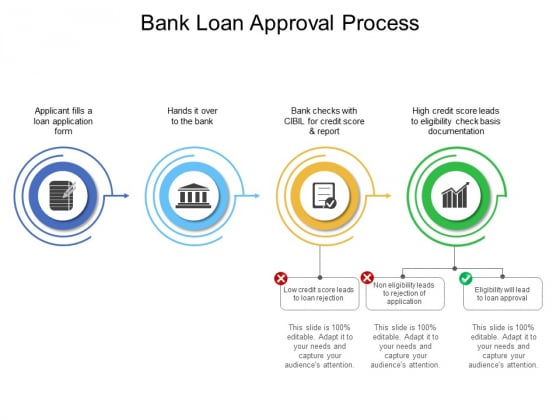 Bank Loan Approval Process
Applicant fills a
loan application
form
Hands it over
to the bank
Bank checks with
CIBIL for credit score
& report
High credit score leads
to eligibility check basis
documentation
Low credit score leads
to loan rejection
Non eligibility leads
to rejection of
application
Eligibility will lead
to loan approval
This slide is 100%
editable. Adapt it to
your needs and
capture your
audience's attention.
This slide is 100%
editable. Adapt it to
your needs and
capture your
audience's attention.
This slide is 100%
editable. Adapt it to
your needs and
capture your
audience's attention.